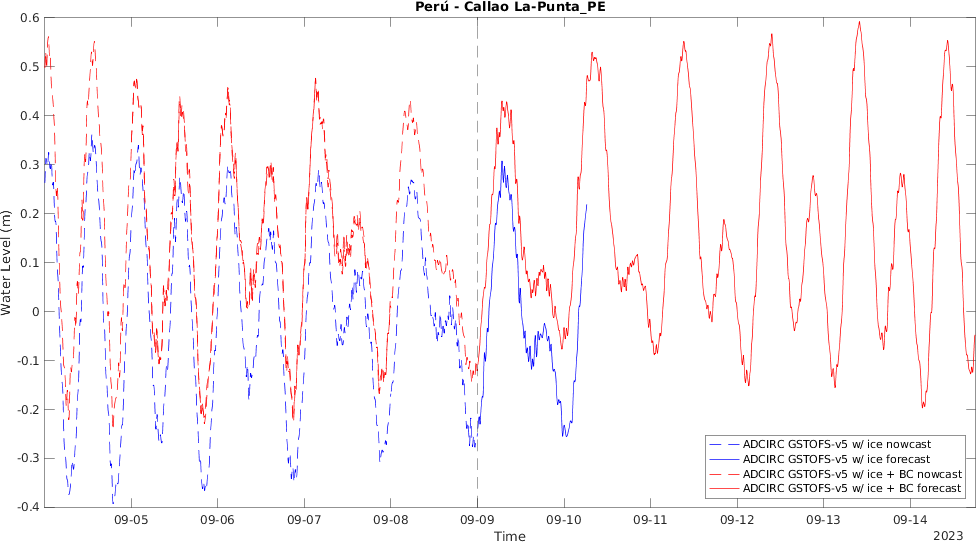 Perú - Callao La-Punta_PE
0.6
0.5
0.4
0.3
0.2
0.1
0
-0.1
-0.2
-0.3
-0.4
Water Level (m)
ADCIRC GSTOFS-v5 w/ ice nowcast
ADCIRC GSTOFS-v5 w/ ice forecast
ADCIRC GSTOFS-v5 w/ ice + BC nowcast
ADCIRC GSTOFS-v5 w/ ice + BC forecast
09-05 09-06 09-07 09-08 09-09 09-10 09-11 09-12 09-13 09-14
Time
2023